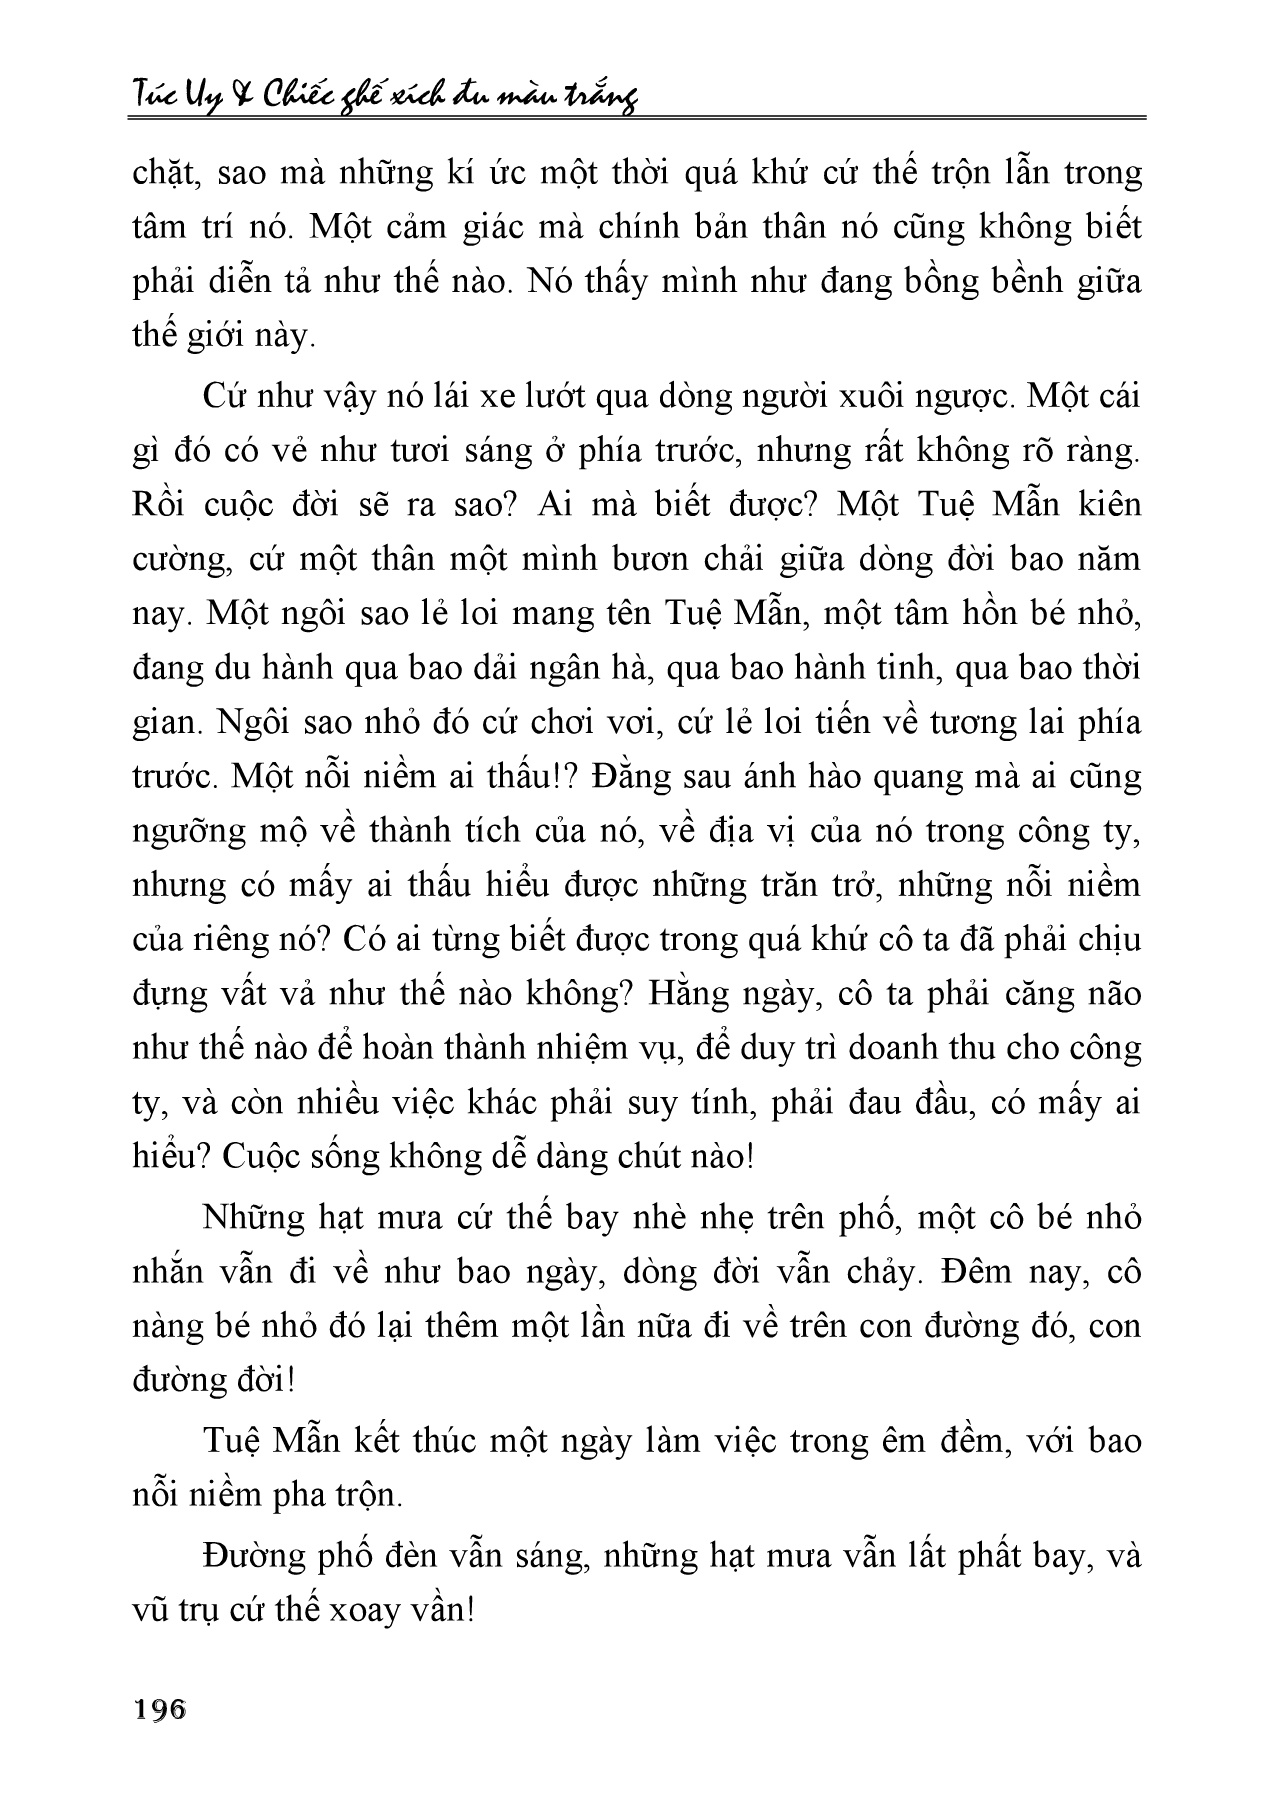 Túc Uy & Chiếc ghế xích đu màu trắng
chặt, sao mà những kí ức một thời quá khứ cứ thế trộn lẫn trong
tâm trí nó. Một cảm giác mà chính bản thân nó cũng không biết
phải diễn tả như thế nào. Nó thấy mình như đang bồng bềnh giữa
thế giới này.
Cứ như vậy nó lái xe lướt qua dòng người xuôi ngược. Một cái
gì đó có vẻ như tươi sáng ở phía trước, nhưng rất không rõ ràng.
Rồi cuộc đời sẽ ra sao? Ai mà biết được? Một Tuệ Mẫn kiên
cường, cứ một thân một mình bươn chải giữa dòng đời bao năm
nay. Một ngôi sao lẻ loi mang tên Tuệ Mẫn, một tâm hồn bé nhỏ,
đang du hành qua bao dải ngân hà, qua bao hành tinh, qua bao thời
gian. Ngôi sao nhỏ đó cứ chơi vơi, cứ lẻ loi tiến về tương lai phía
trước. Một nỗi niềm ai thấu!? Đằng sau ánh hào quang mà ai cũng
ngưỡng mộ về thành tích của nó, về địa vị của nó trong công ty,
nhưng có mấy ai thấu hiểu được những trăn trở, những nỗi niềm
của riêng nó? Có ai từng biết được trong quá khứ cô ta đã phải chịu
đựng vất vả như thế nào không? Hằng ngày, cô ta phải căng não
như thế nào để hoàn thành nhiệm vụ, để duy trì doanh thu cho công
ty, và còn nhiều việc khác phải suy tính, phải đau đầu, có mấy ai
hiểu? Cuộc sống không dễ dàng chút nào!
Những hạt mưa cứ thế bay nhè nhẹ trên phố, một cô bé nhỏ
nhắn vẫn đi về như bao ngày, dòng đời vẫn chảy. Đêm nay, cô
nàng bé nhỏ đó lại thêm một lần nữa đi về trên con đường đó, con
đường đời!
Tuệ Mẫn kết thúc một ngày làm việc trong êm đềm, với bao
nỗi niềm pha trộn.
Đường phố đèn vẫn sáng, những hạt mưa vẫn lất phất bay, và
vũ trụ cứ thế xoay vần!
196